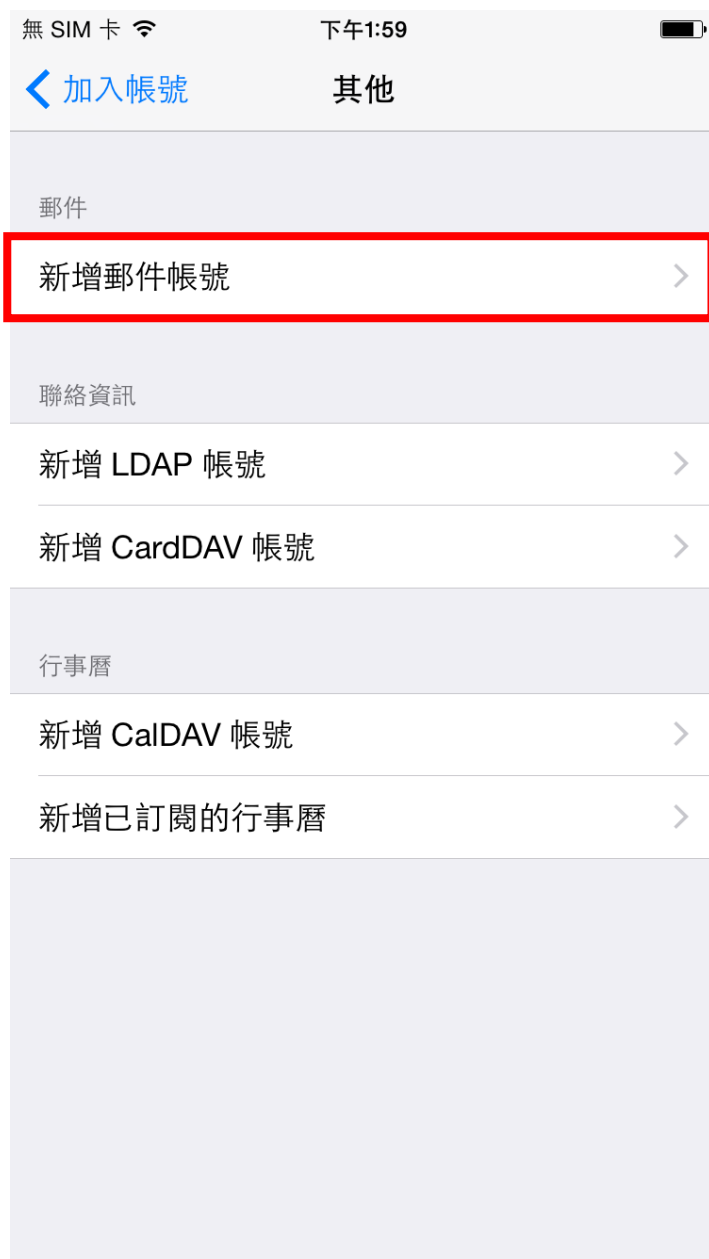 無 SIM 卡 下午1:59
加入帳號 其他
郵件
新增郵件帳號
聯絡資訊
新增 LDAP 帳號
新增 CardDAV 帳號
行事曆
新增 CalDAV 帳號
新增已訂閱的行事曆